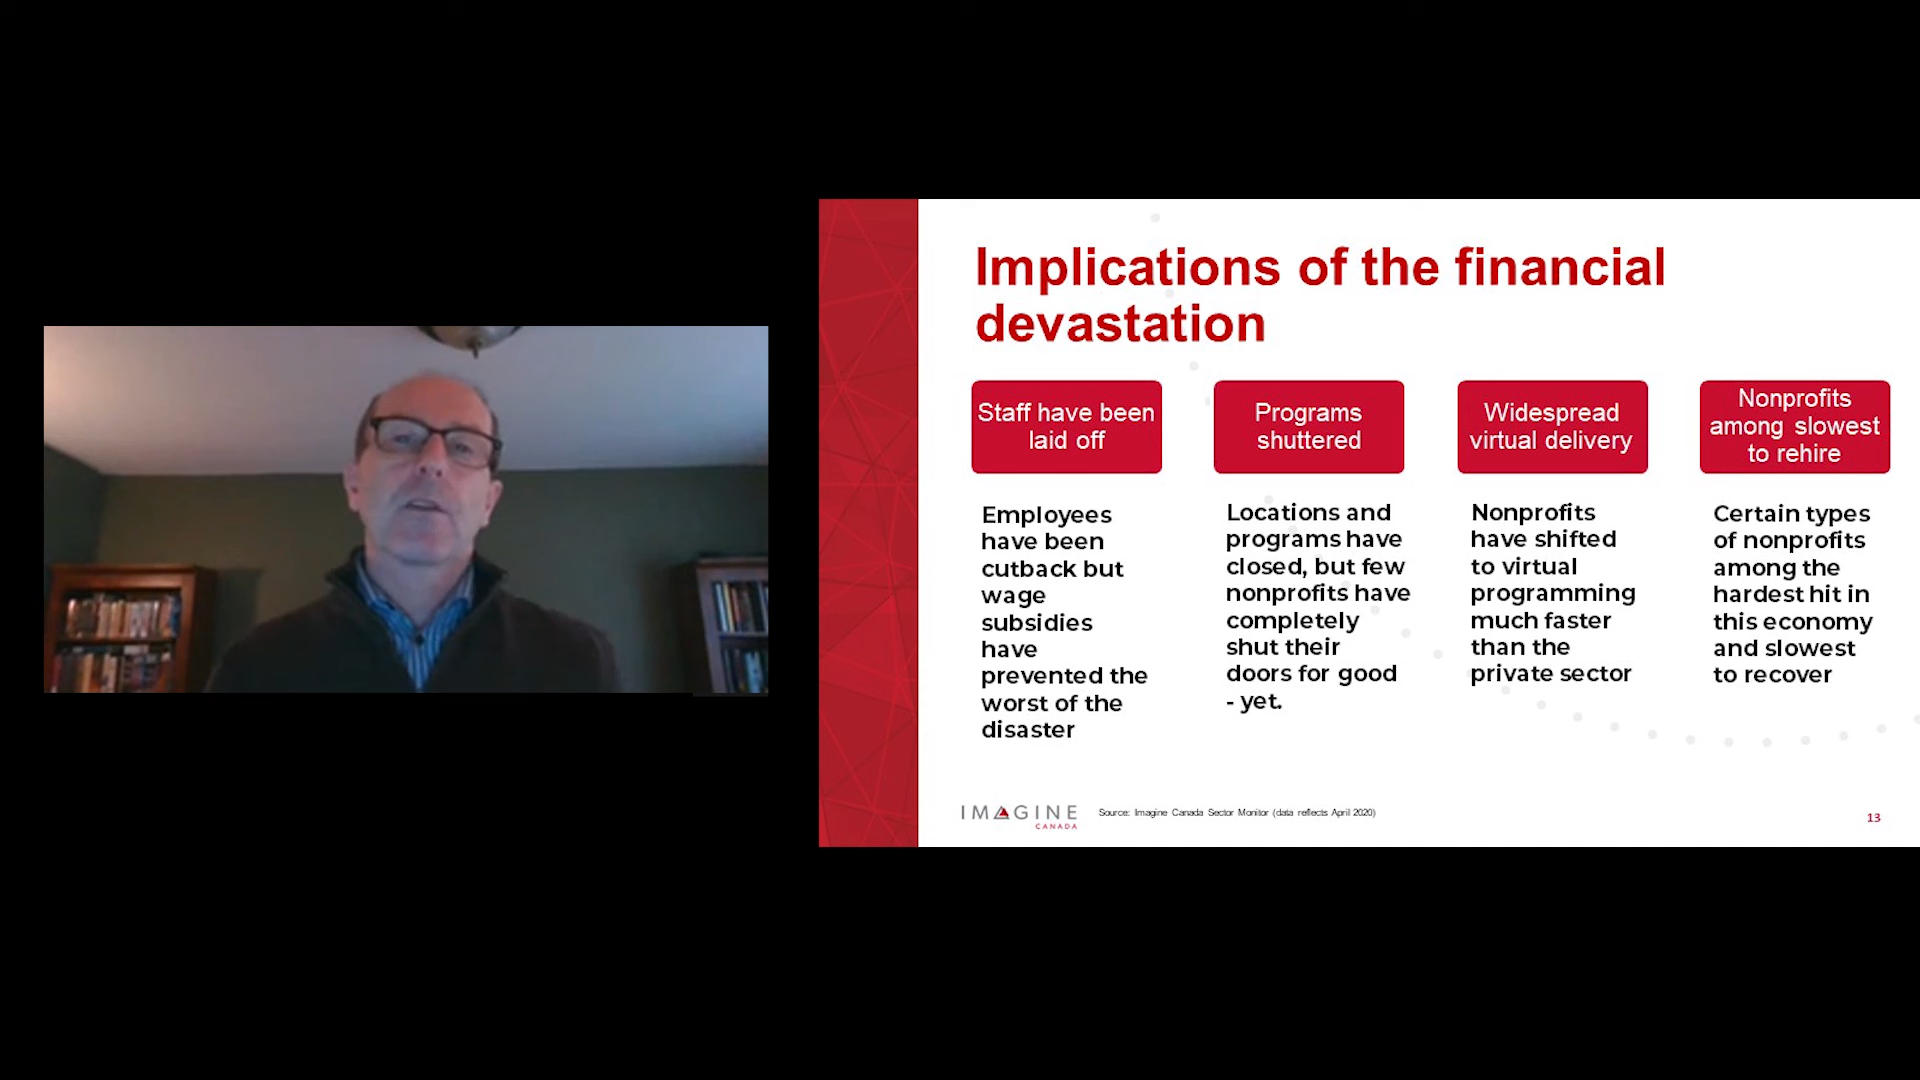 Implications of the financial
devastation
Staff have been
laid off
Employees
have been
cutback but
wage
subsidies
have
prevented the
worst of the
disaster
Programs
shuttered
Locations and
programs have
closed, but few
nonprofits have
completely
shut their
doors for good
- yet.
Widespread
virtual delivery
Nonprofits
have shifted
to virtual
programming
much faster
than the
private sector
Nonprofits
among slowest
to rehire
Certain types
of nonprofits
among the
hardest hit in
this economy
and slowest
to recover
IMAGINE
CANADA
Source: Imagine Canada Sector Monitor (data reflects April 2020)
13